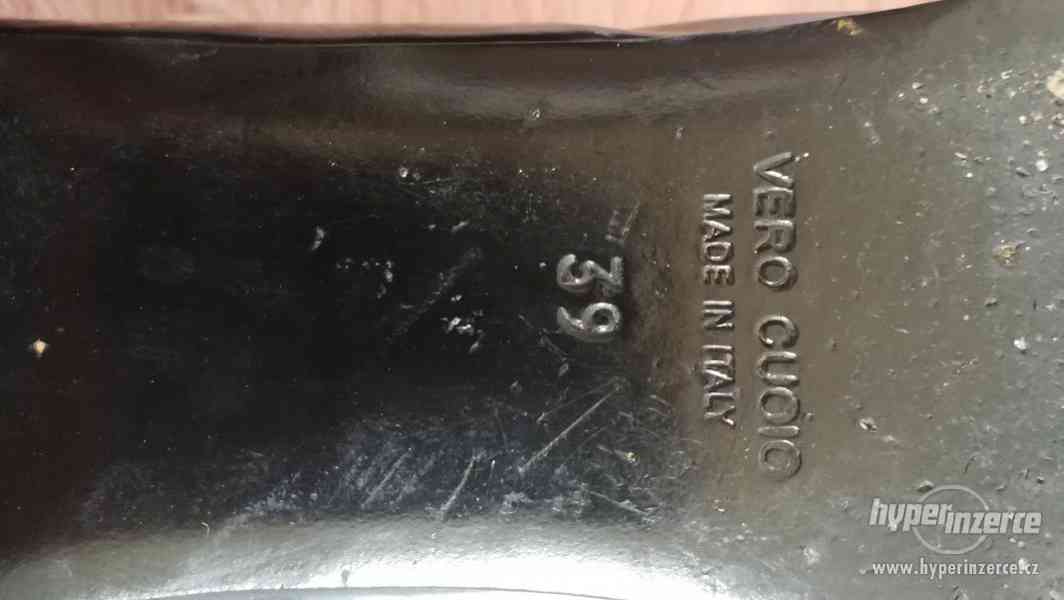 VERO CUOIO
MADE IN ITALY
39
hyperinzerce
www.hyperinzerce.cz